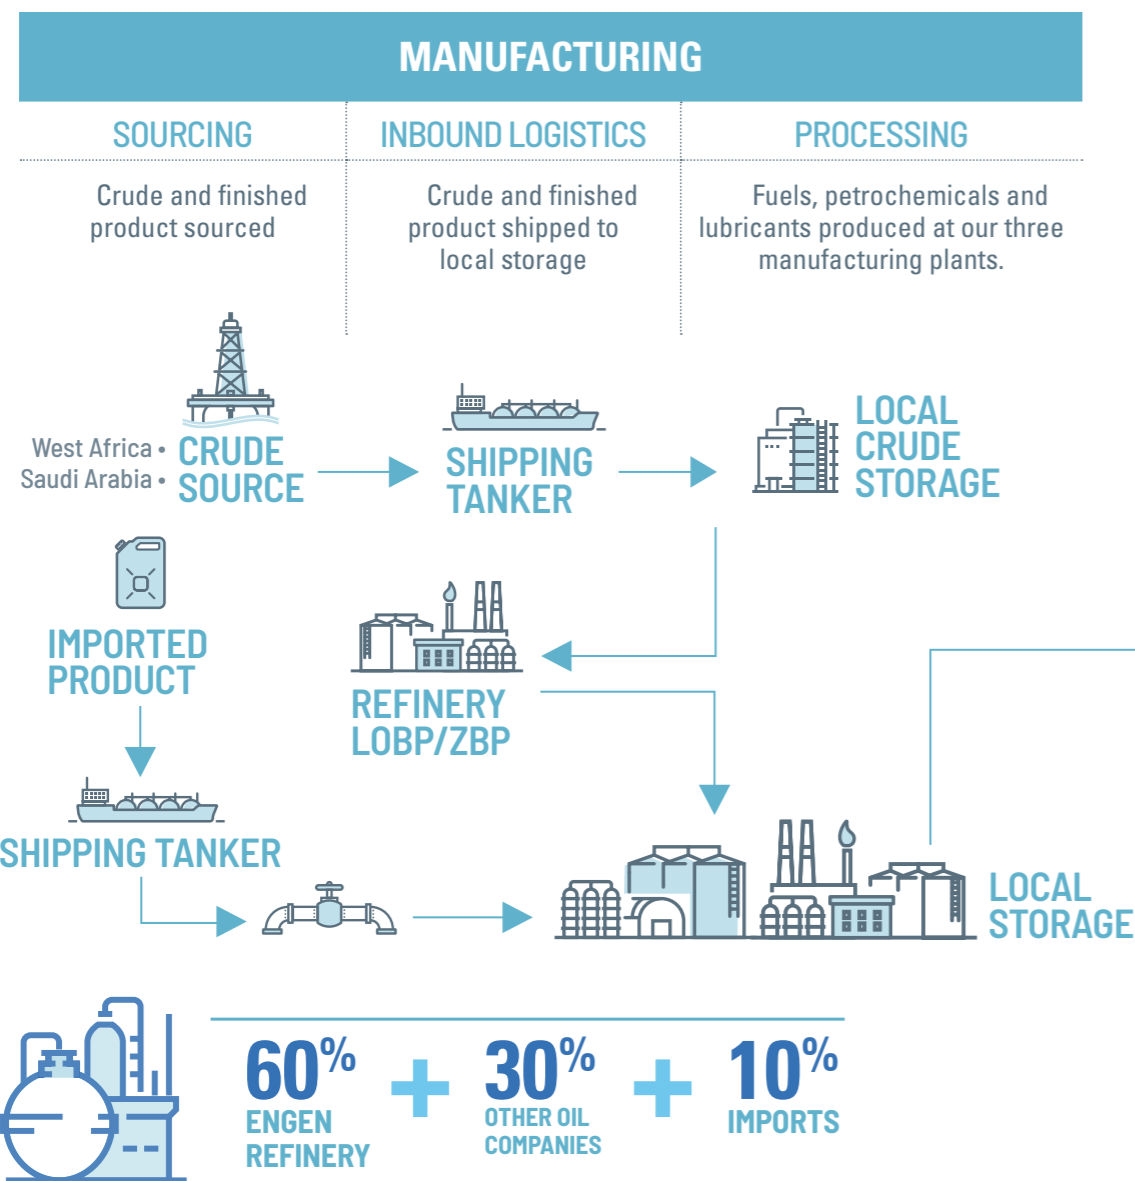 MANUFACTURING
SOURCING
INBOUND LOGISTICS
PROCESSING
Crude and finished
product sourced
Crude and finished
product shipped to
local storage
Fuels, petrochemicals and
lubricants produced at our three
manufacturing plants.
West Africa •
Saudi Arabia •
CRUDE
SOURCE
SHIPPING
TANKER
LOCAL
CRUDE
STORAGE
IMPORTED
PRODUCT
REFINERY
LOBP/ZBP
SHIPPING TANKER
LOCAL
STORAGE
60%
ENGEN
REFINERY
+
30%
OTHER OIL
COMPANIES
+
10%
IMPORTS